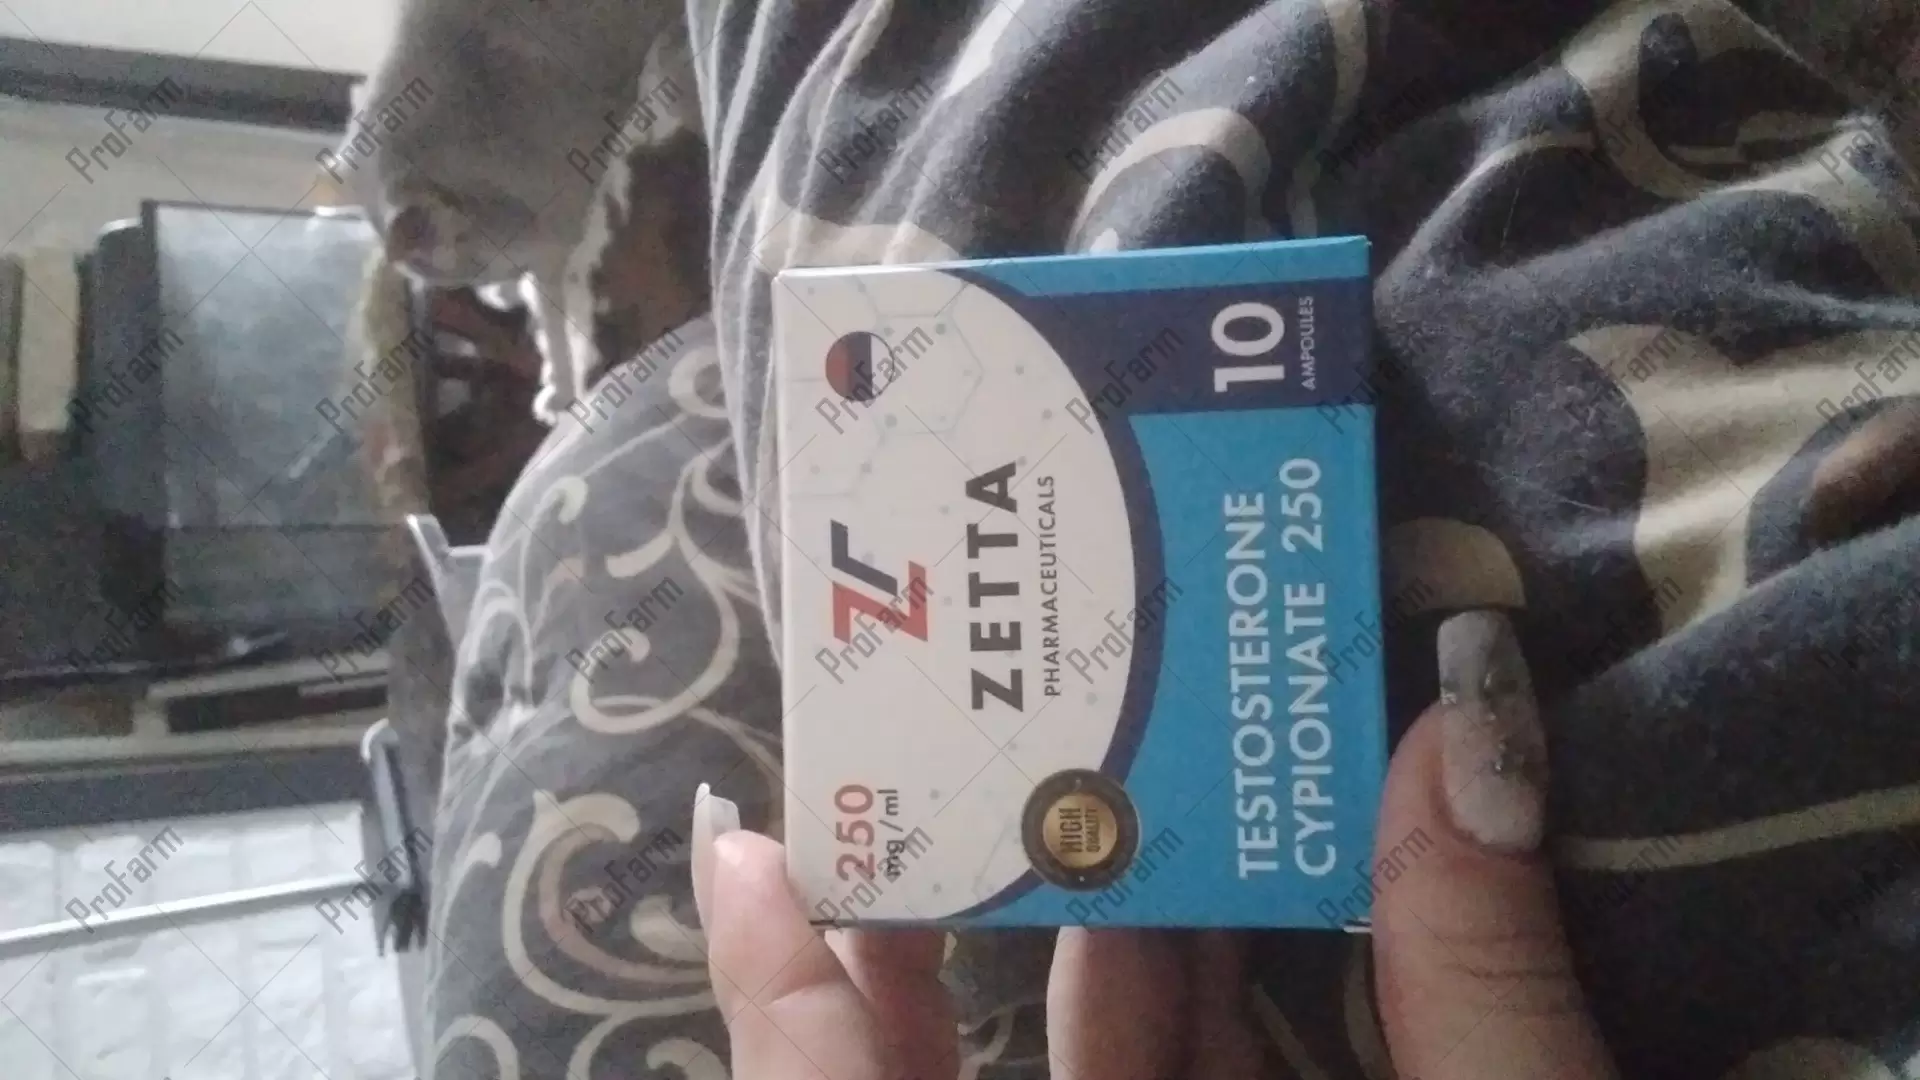 250
mg/ml
ZETTA
PHARMACEUTICALS
HIGH
QUALITY
TESTOSTERONE
CYPIONATE 250
10
AMPOULES
ProFarm